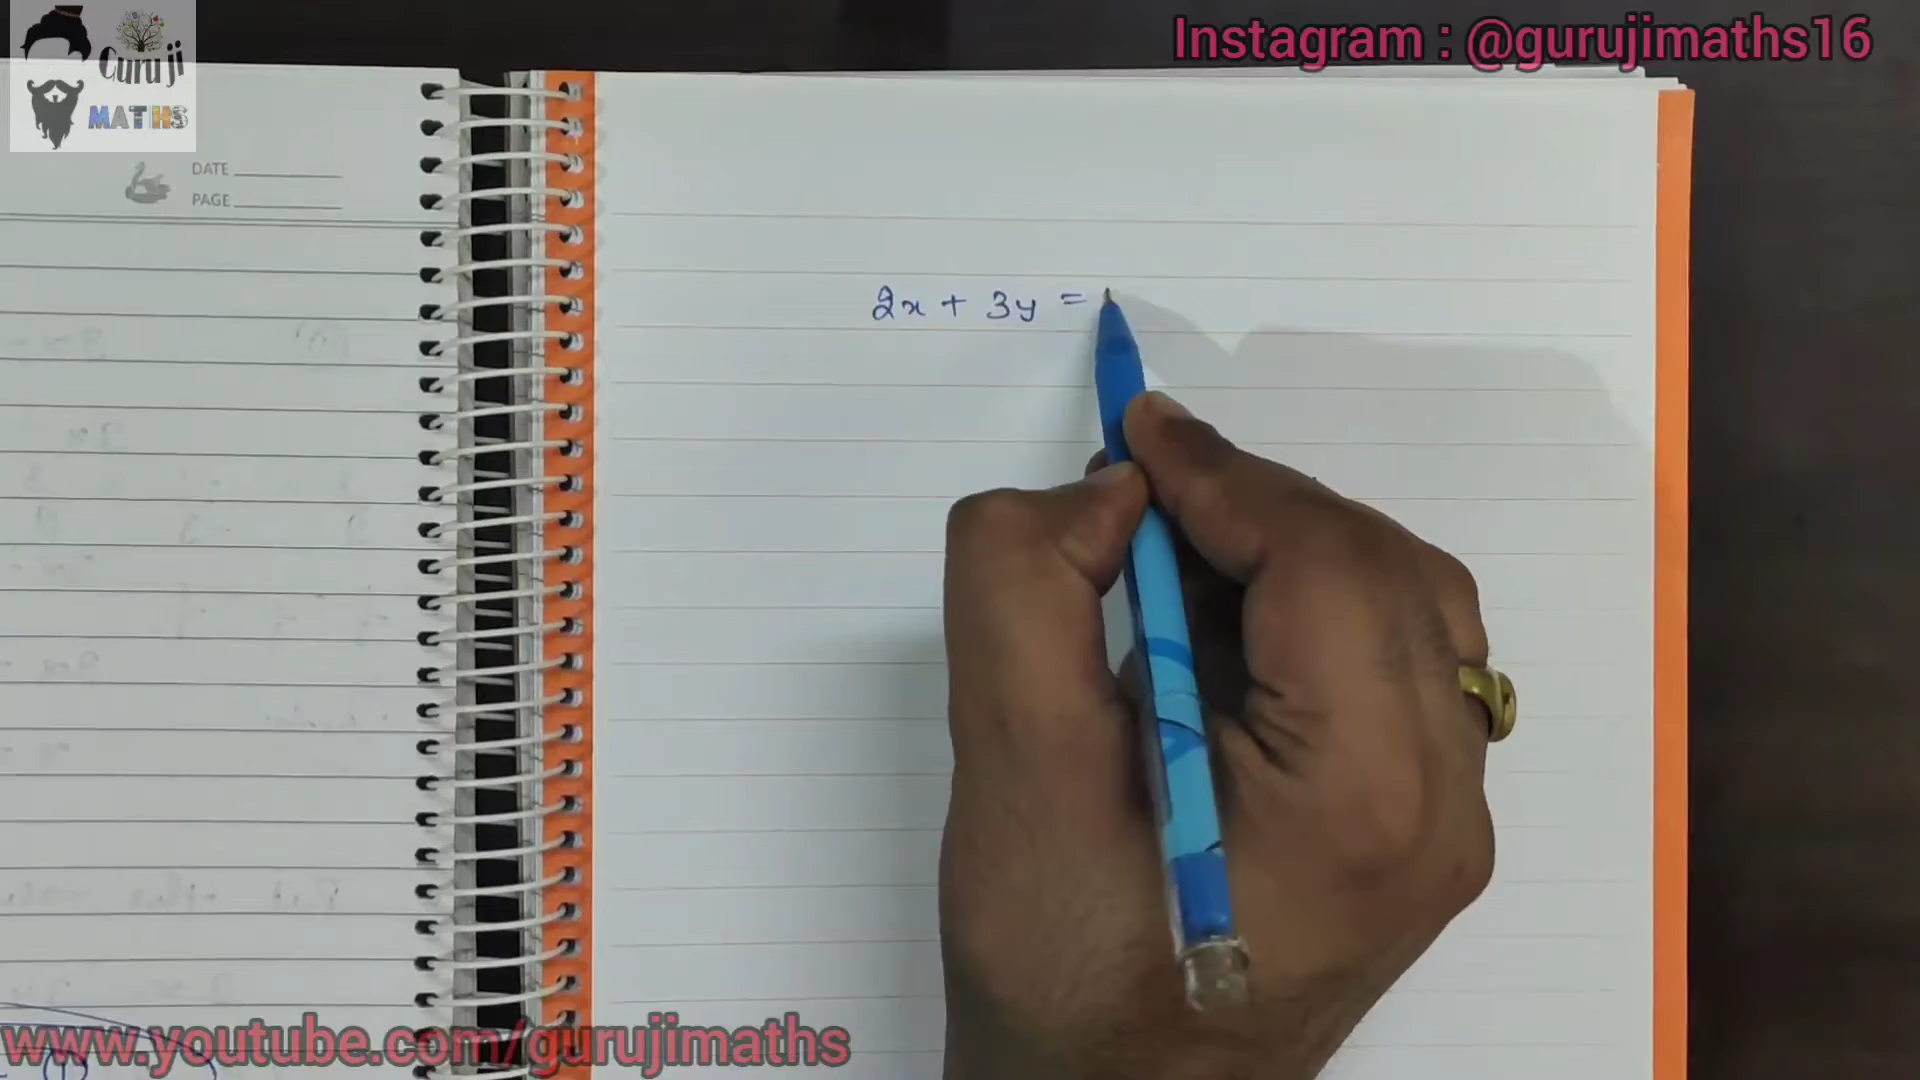 Instagram : @gurujimaths16
Guru ji
MATHS
DATE
PAGE
2x + 3y =
www.youtube.com/gurujimaths